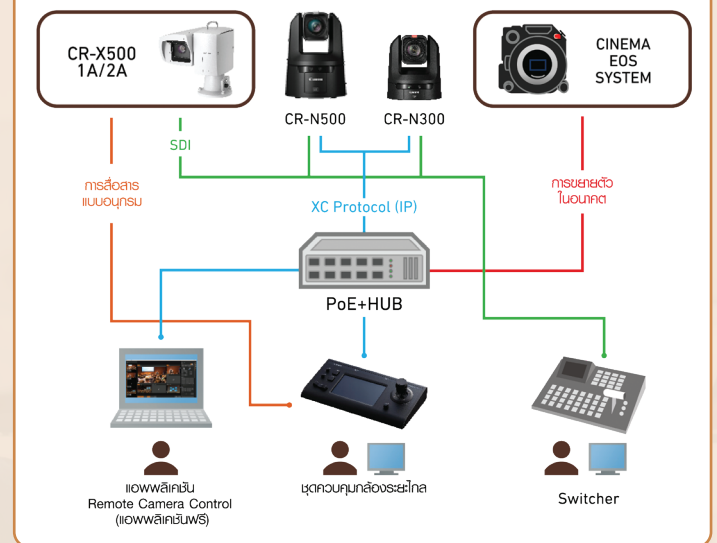 CR-X500
1A/2A
CINEMA
EOS
SYSTEM
Canon
CR-N500
CR-N300
SDI
การสื่อสาร
แบบอนุกรม
XC Protocol (IP)
การขยายตัว
ในอนาคต
PoE+HUB
แอพพลิเคชัน
Remote Camera Control
(แอพพลิเคชันฟรี)
ชุดควบคุมกล้องระยะไกล
Switcher